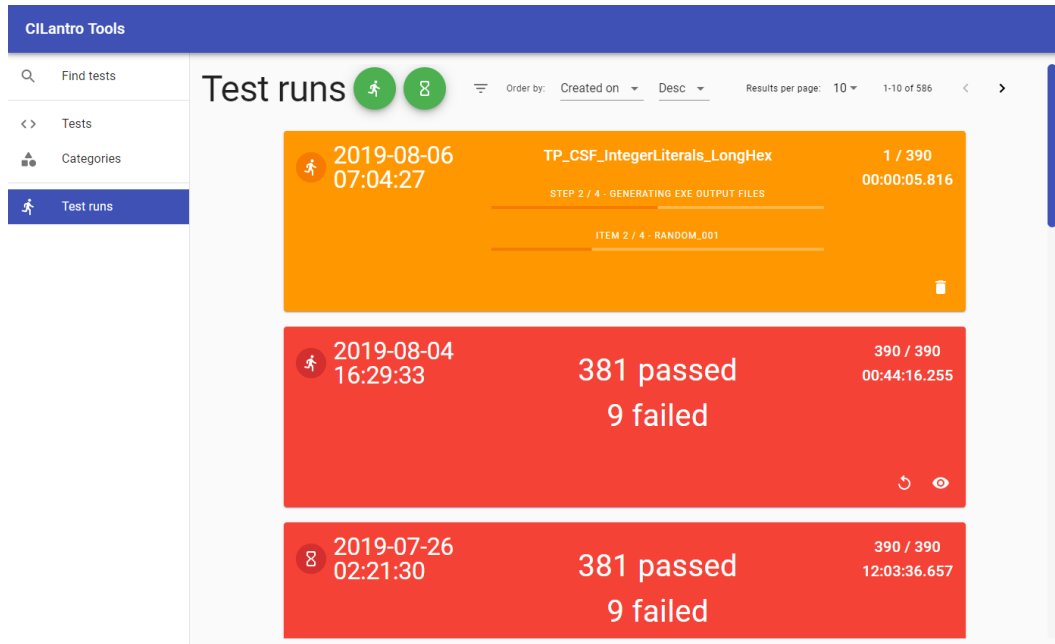 CILantro Tools
Find tests
Tests
Categories
Test runs
Test runs
Order by: Created on Desc Results per page: 10 1-10 of 586
2019-08-06
07:04:27
TP_CSF_IntegerLiterals_LongHex
STEP 2 / 4 - GENERATING EXE OUTPUT FILES
ITEM 2 / 4 - RANDOM_001
1 / 390
00:00:05.816
2019-08-04
16:29:33
381 passed
9 failed
390 / 390
00:44:16.255
2019-07-26
02:21:30
381 passed
9 failed
390 / 390
12:03:36.657